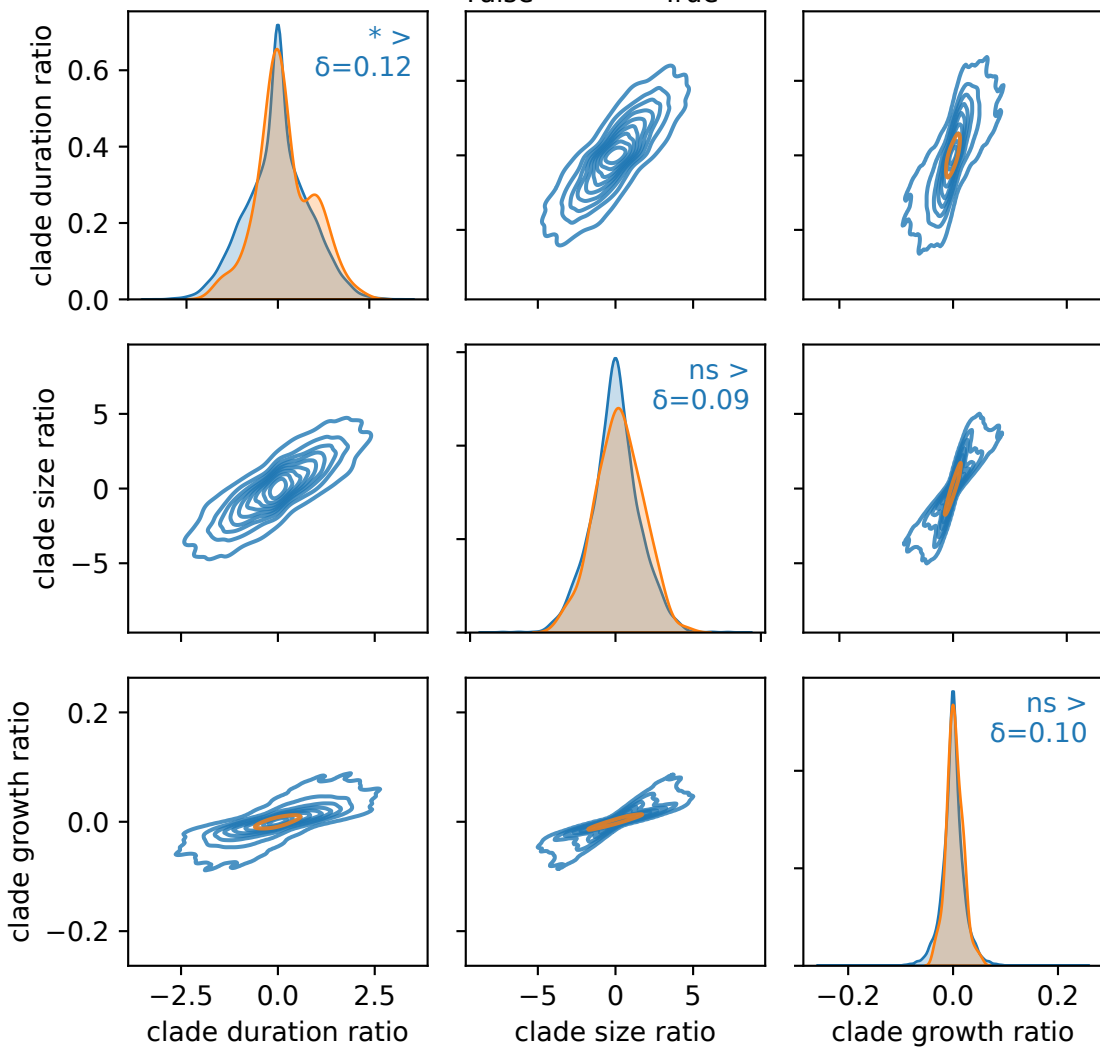 clade duration ratio
0.6
0.4
0.2
0.0
* >
δ=0.12
clade size ratio
5
0
−5
ns >
δ=0.09
clade growth ratio
0.2
0.0
−0.2
ns >
δ=0.10
−2.5 0.0 2.5
−5 0 5
−0.2 0.0 0.2
clade duration ratio
clade size ratio
clade growth ratio